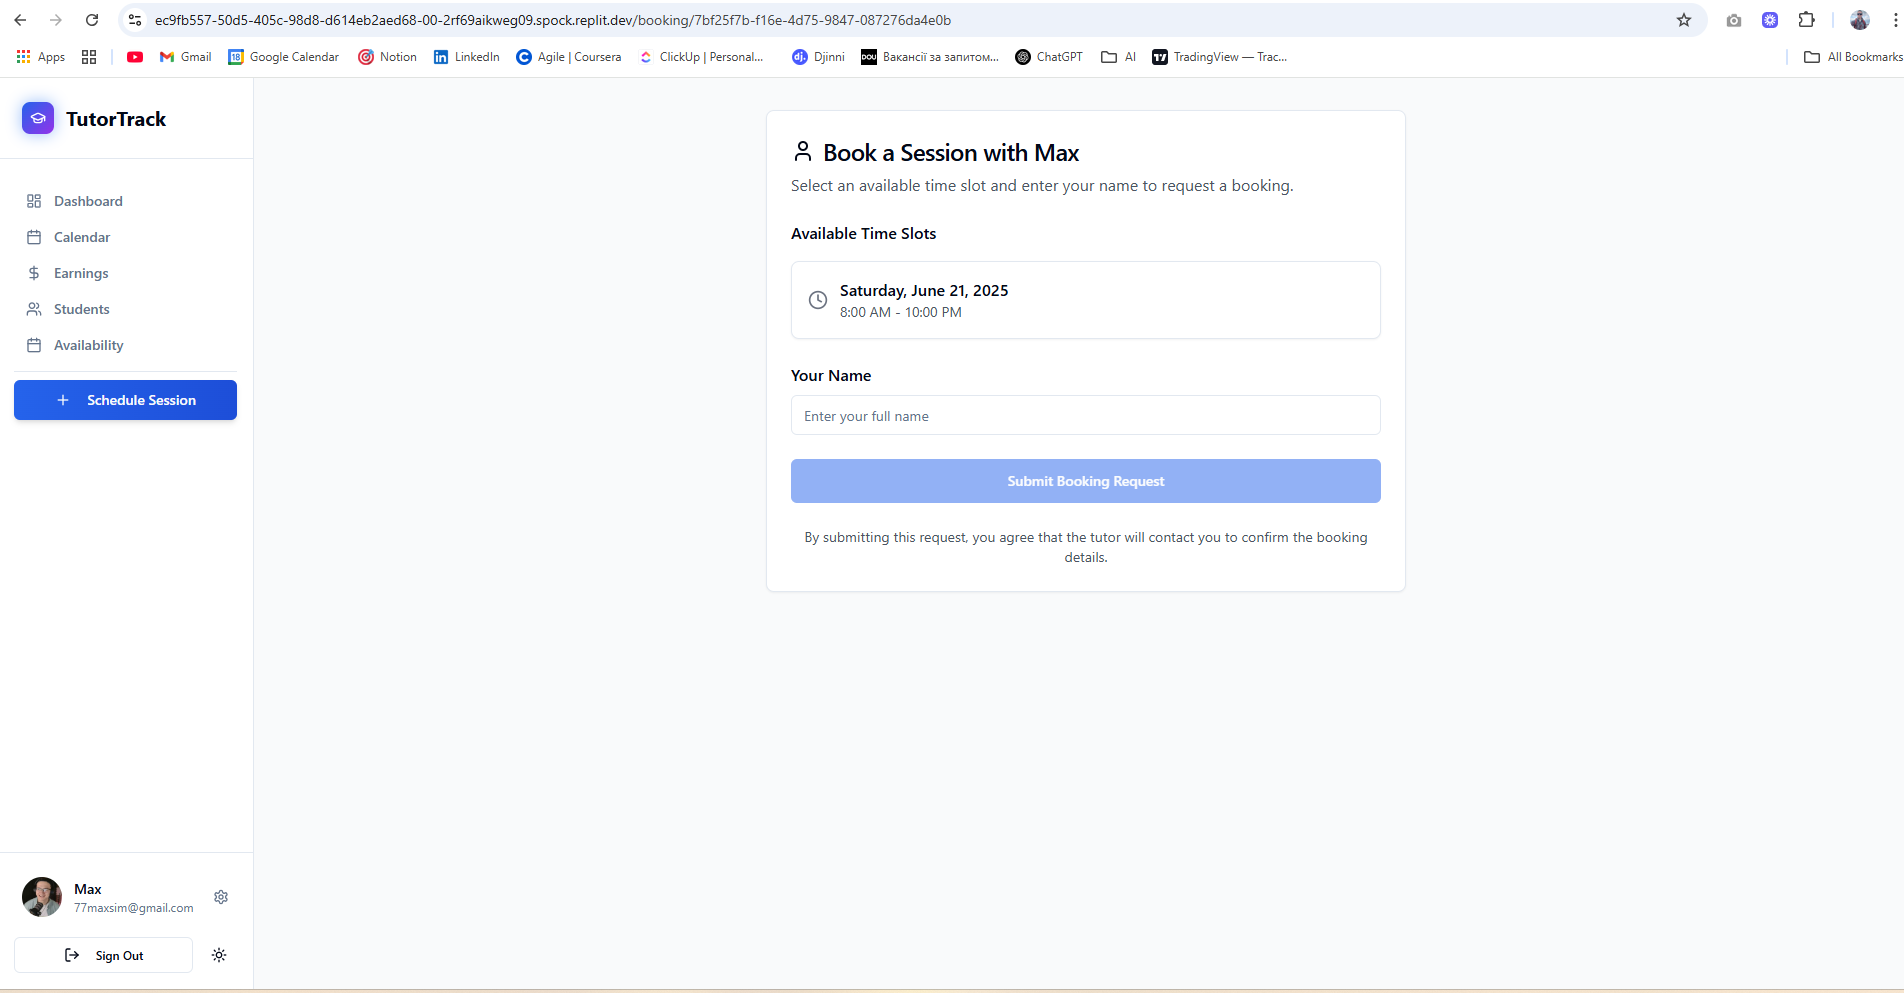 ec9fb557-50d5-405c-98d8-d614eb2aed68-00-2rf69aikweg09.spock.replit.dev/booking/7bf25f7b-f16e-4d75-9847-087276da4e0b
Apps Gmail 18 Google Calendar Notion in LinkedIn C Agile | Coursera ClickUp | Personal... dj. Djinni DOU Вакансії за запитом... ChatGPT AI TradingView — Trac... All Bookmarks
TutorTrack
Dashboard
Calendar
Earnings
Students
Availability
Schedule Session
Max
77maxsim@gmail.com
Sign Out
Book a Session with Max
Select an available time slot and enter your name to request a booking.
Available Time Slots
Saturday, June 21, 2025
8:00 AM - 10:00 PM
Your Name
Enter your full name
Submit Booking Request
By submitting this request, you agree that the tutor will contact you to confirm the booking
details.